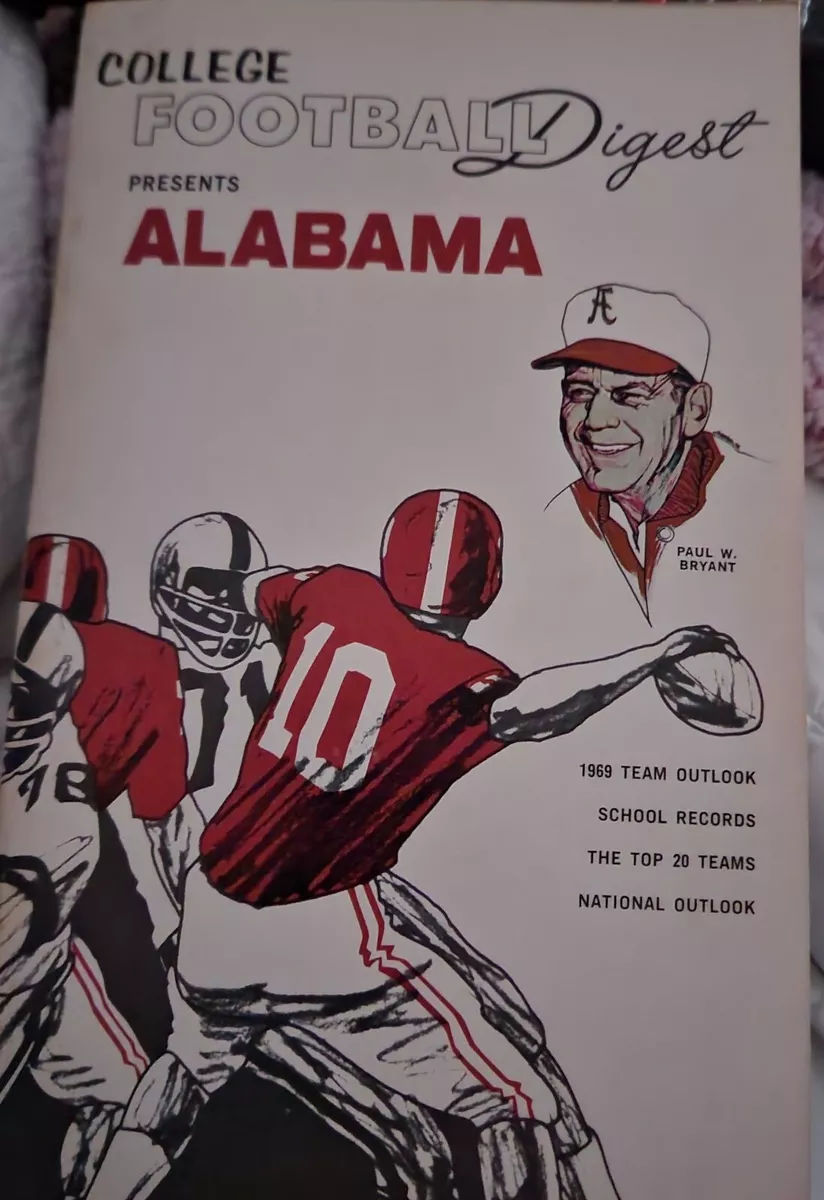 COLLEGE
FOOTBALL Digest
PRESENTS
ALABAMA
A
PAUL W.
BRYANT
10
1969 TEAM OUTLOOK
SCHOOL RECORDS
THE TOP 20 TEAMS
NATIONAL OUTLOOK